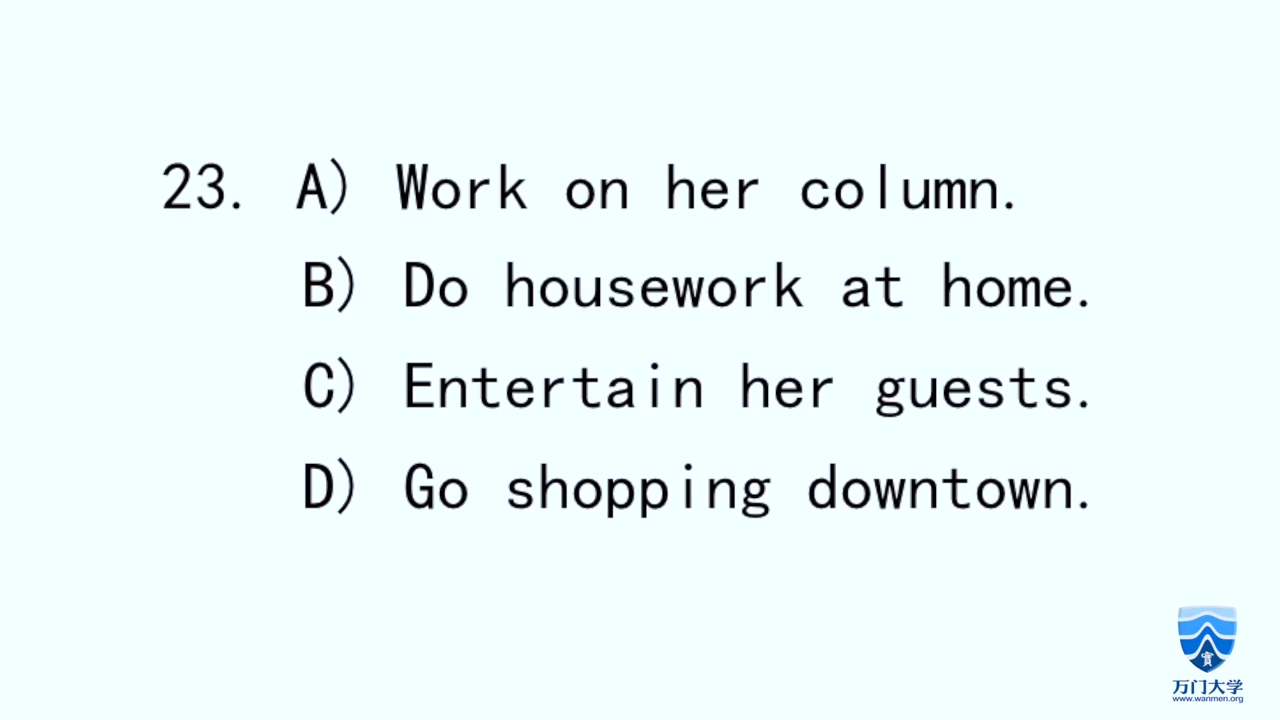 23. A) Work on her column.
B) Do housework at home.
C) Entertain her guests.
D) Go shopping downtown.
万门大学
www.wanmen.org